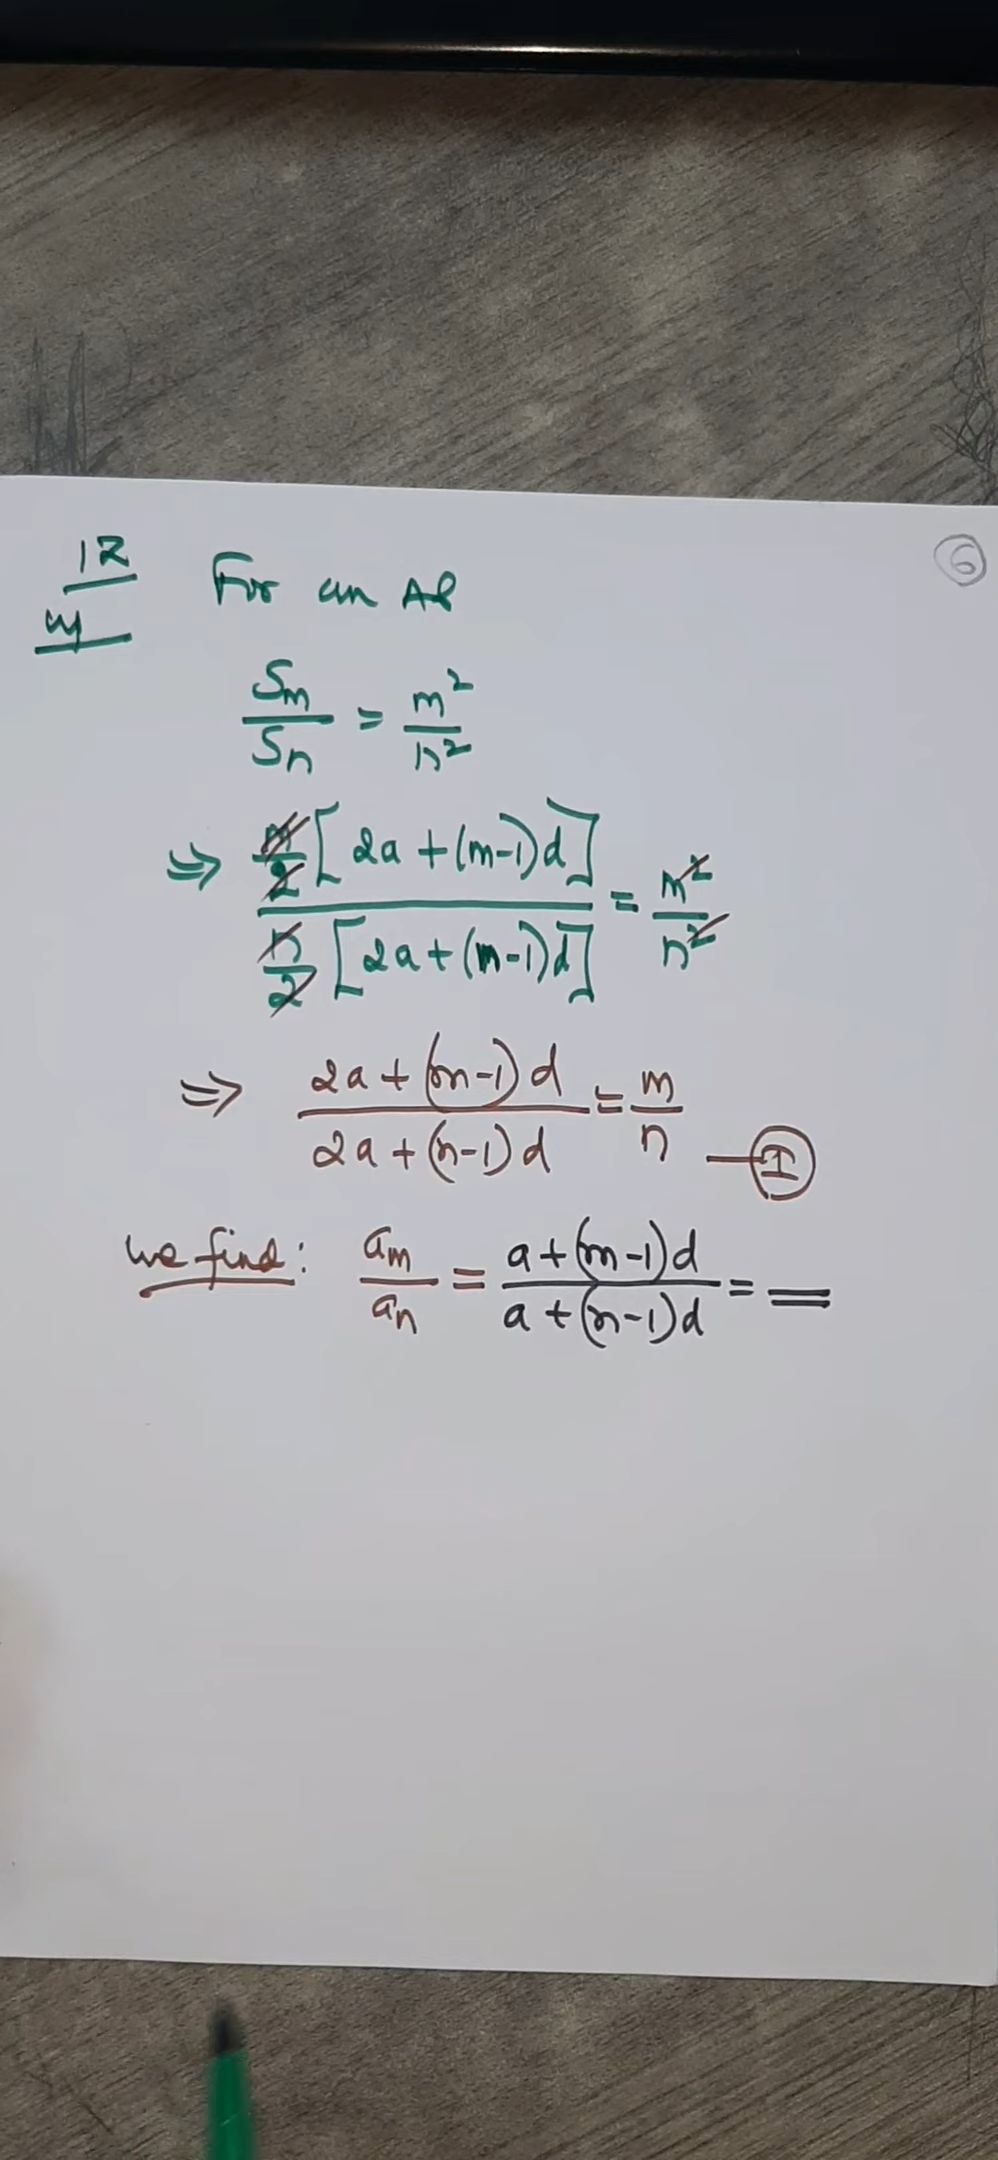 12 For an AP 6
Sm/Sn = m²/n²
⇒ m/2 [2a + (m-1)d] / n/2 [2a + (m-1)d] = m²/n²
⇒ 2a + (m-1)d / 2a + (n-1)d = m/n — I
we find: am/an = a + (m-1)d / a + (n-1)d = —